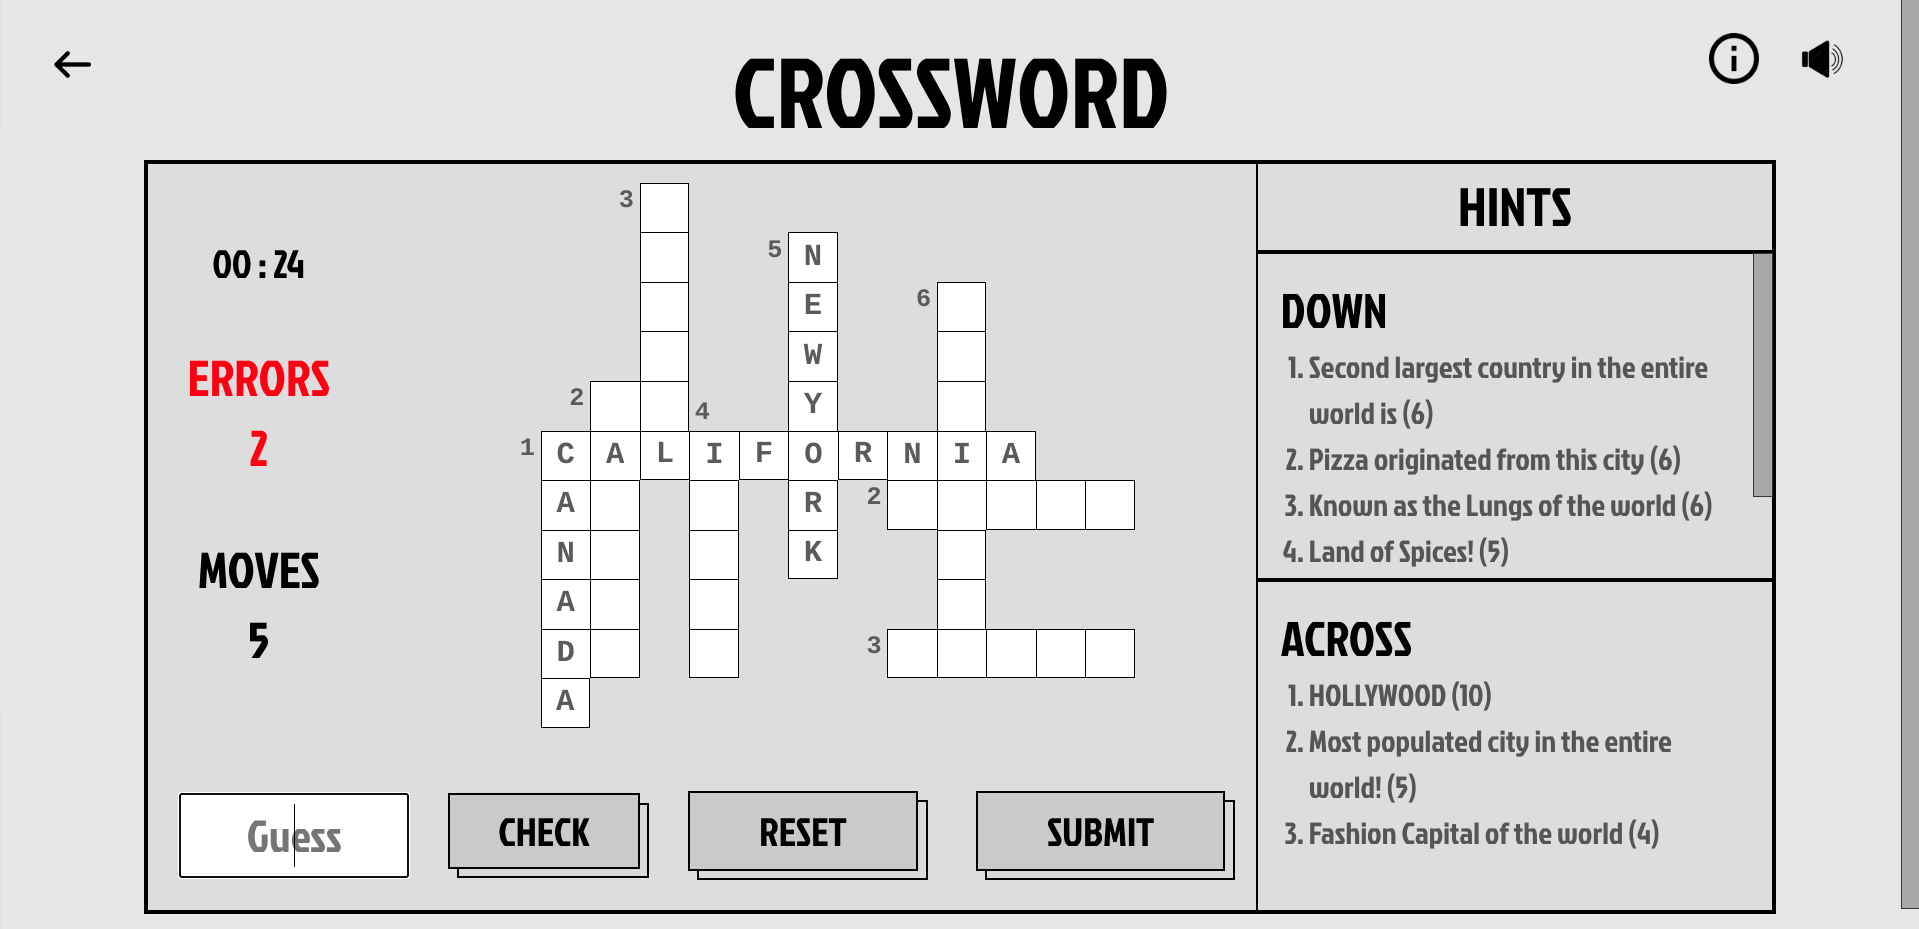 CROSSWORD
00 : 24
ERRORS
2
MOVES
5
3
5 N
E
6
W
2
4
Y
1 C A L I F O R N I A
A R
2
N K
A
D
3
A
Guess
CHECK
RESET
SUBMIT
HINTS
DOWN
1. Second largest country in the entire
world is (6)
2. Pizza originated from this city (6)
3. Known as the Lungs of the world (6)
4. Land of Spices! (5)
ACROSS
1. HOLLYWOOD (10)
2. Most populated city in the entire
world! (5)
3. Fashion Capital of the world (4)